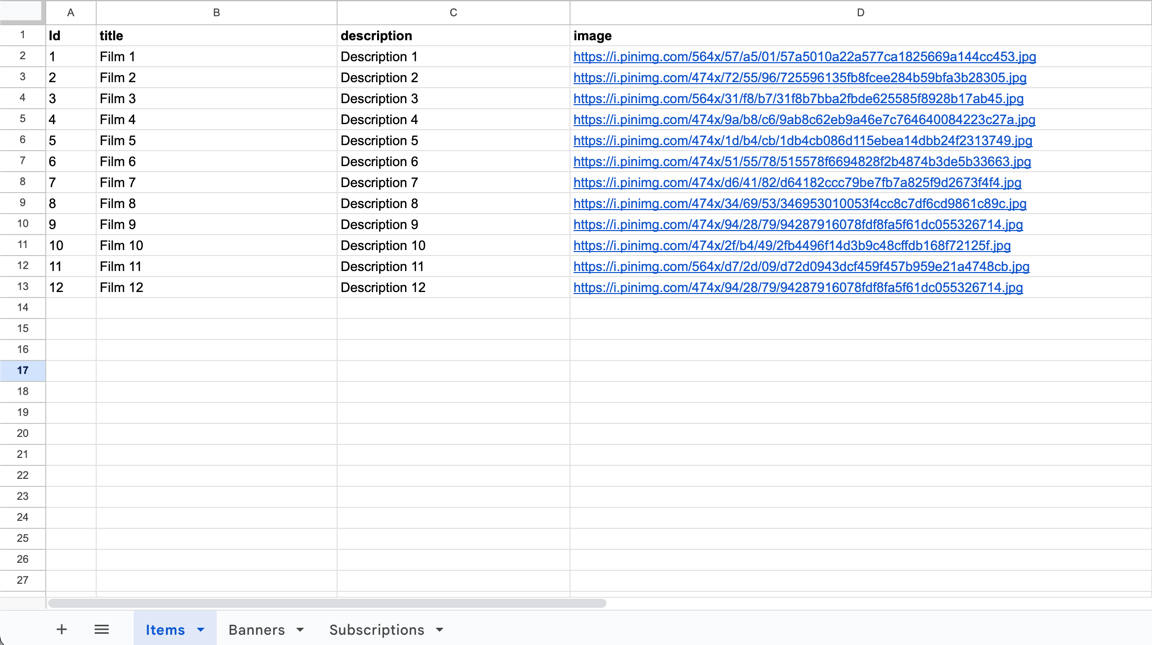 A B C D
1 Id title description image
2 1 Film 1 Description 1 https://i.pinimg.com/564x/57/a5/01/57a5010a22a577ca1825669a144cc453.jpg
3 2 Film 2 Description 2 https://i.pinimg.com/474x/72/55/96/725596135fb8fcee284b59bfa3b28305.jpg
4 3 Film 3 Description 3 https://i.pinimg.com/564x/31/f8/b7/31f8b7bba2fbde625585f8928b17ab45.jpg
5 4 Film 4 Description 4 https://i.pinimg.com/474x/9a/b8/c6/9ab8c62eb9a46e7c764640084223c27a.jpg
6 5 Film 5 Description 5 https://i.pinimg.com/474x/1d/b4/cb/1db4cb086d115ebea14dbb24f2313749.jpg
7 6 Film 6 Description 6 https://i.pinimg.com/474x/51/55/78/515578f6694828f2b4874b3de5b33663.jpg
8 7 Film 7 Description 7 https://i.pinimg.com/474x/d6/41/82/d64182ccc79be7fb7a825f9d2673f4f4.jpg
9 8 Film 8 Description 8 https://i.pinimg.com/474x/34/69/53/346953010053f4cc8c7df6cd9861c89c.jpg
10 9 Film 9 Description 9 https://i.pinimg.com/474x/94/28/79/94287916078fdf8fa5f61dc055326714.jpg
11 10 Film 10 Description 10 https://i.pinimg.com/474x/2f/b4/49/2fb4496f14d3b9c48cffdb168f72125f.jpg
12 11 Film 11 Description 11 https://i.pinimg.com/564x/d7/2d/09/d72d0943dcf459f457b959e21a4748cb.jpg
13 12 Film 12 Description 12 https://i.pinimg.com/474x/94/28/79/94287916078fdf8fa5f61dc055326714.jpg
14
15
16
17
18
19
20
21
22
23
24
25
26
27
Items Banners Subscriptions